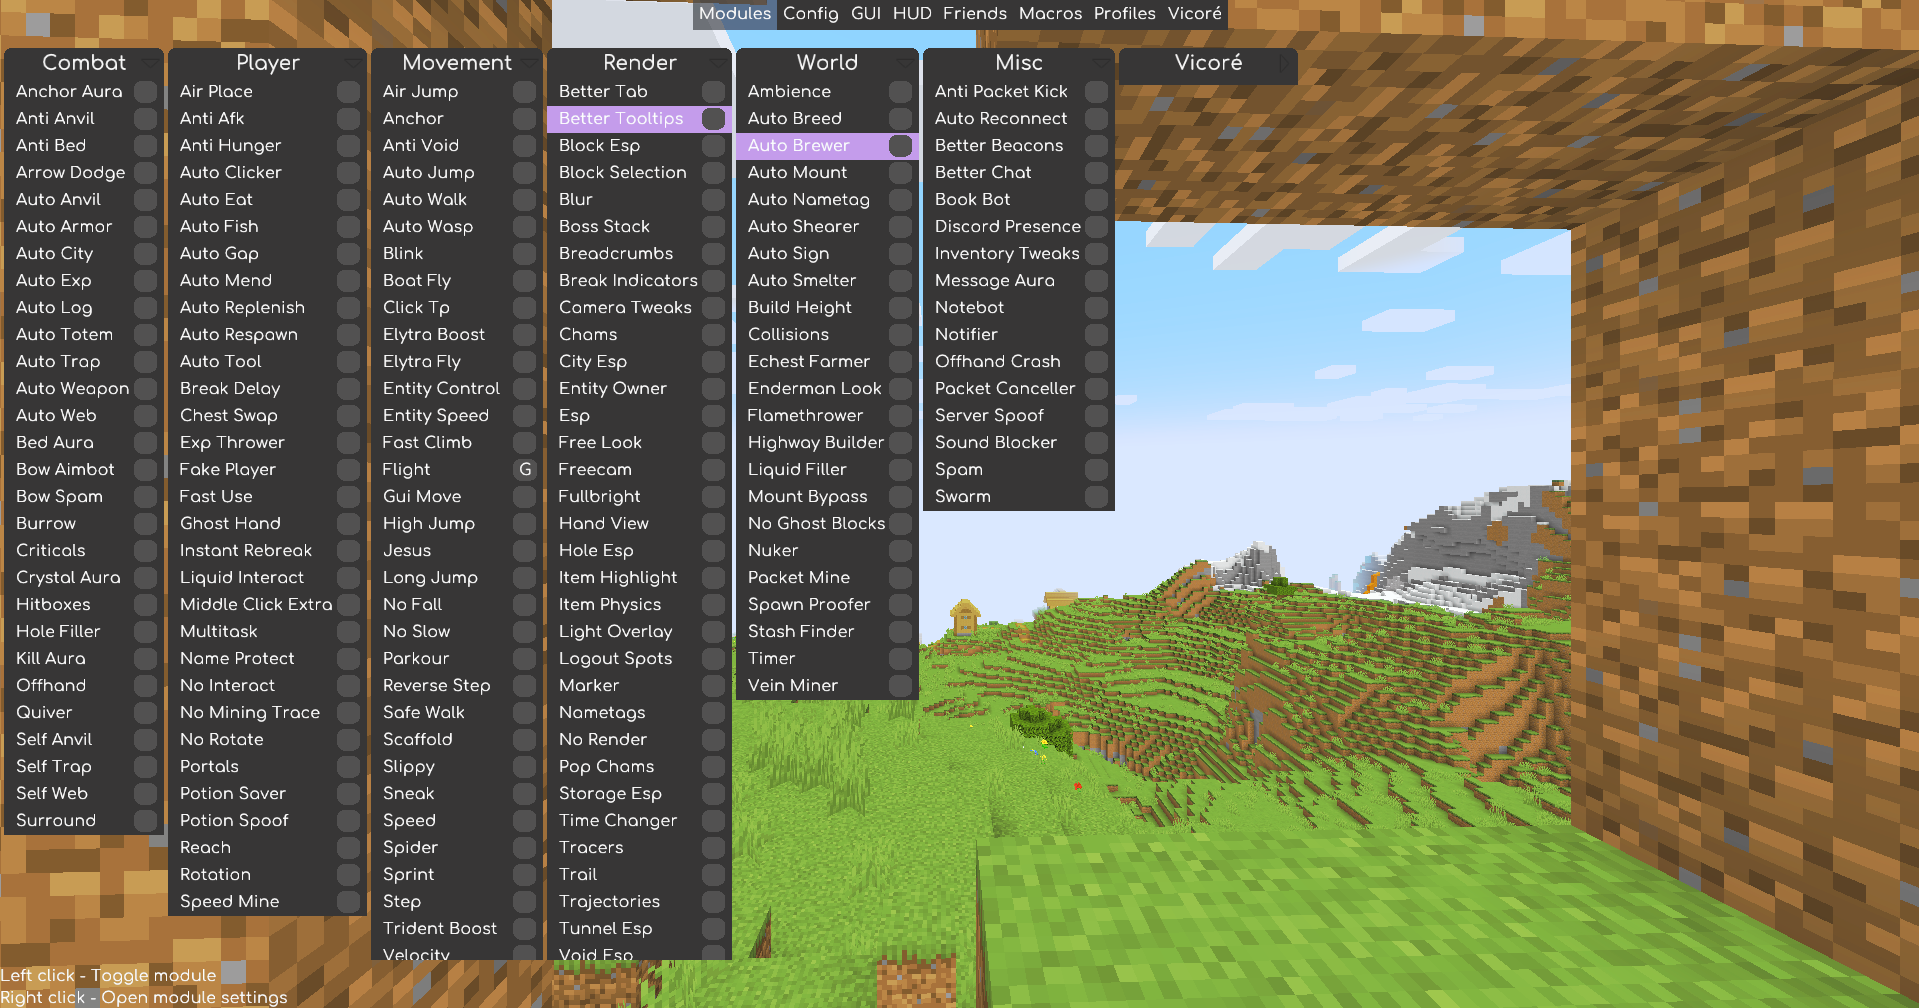 Modules Config GUI HUD Friends Macros Profiles Vicoré
Combat
Anchor Aura
Anti Anvil
Anti Bed
Arrow Dodge
Auto Anvil
Auto Armor
Auto City
Auto Exp
Auto Log
Auto Totem
Auto Trap
Auto Weapon
Auto Web
Bed Aura
Bow Aimbot
Bow Spam
Burrow
Criticals
Crystal Aura
Hitboxes
Hole Filler
Kill Aura
Offhand
Quiver
Self Anvil
Self Trap
Self Web
Surround
Player
Air Place
Anti Afk
Anti Hunger
Auto Clicker
Auto Eat
Auto Fish
Auto Gap
Auto Mend
Auto Replenish
Auto Respawn
Auto Tool
Break Delay
Chest Swap
Exp Thrower
Fake Player
Fast Use
Ghost Hand
Instant Rebreak
Liquid Interact
Middle Click Extra
Multitask
Name Protect
No Interact
No Mining Trace
No Rotate
Portals
Potion Saver
Potion Spoof
Reach
Rotation
Speed Mine
Movement
Air Jump
Anchor
Anti Void
Auto Jump
Auto Walk
Auto Wasp
Blink
Boat Fly
Click Tp
Elytra Boost
Elytra Fly
Entity Control
Entity Speed
Fast Climb
Flight G
Gui Move
High Jump
Jesus
Long Jump
No Fall
No Slow
Parkour
Reverse Step
Safe Walk
Scaffold
Slippy
Sneak
Speed
Spider
Sprint
Step
Trident Boost
Velocity
Render
Better Tab
Better Tooltips
Block Esp
Block Selection
Blur
Boss Stack
Breadcrumbs
Break Indicators
Camera Tweaks
Chams
City Esp
Entity Owner
Esp
Free Look
Freecam
Fullbright
Hand View
Hole Esp
Item Highlight
Item Physics
Light Overlay
Logout Spots
Marker
Nametags
No Render
Pop Chams
Storage Esp
Time Changer
Tracers
Trail
Trajectories
Tunnel Esp
Void Esp
World
Ambience
Auto Breed
Auto Brewer
Auto Mount
Auto Nametag
Auto Shearer
Auto Sign
Auto Smelter
Build Height
Collisions
Echest Farmer
Enderman Look
Flamethrower
Highway Builder
Liquid Filler
Mount Bypass
No Ghost Blocks
Nuker
Packet Mine
Spawn Proofer
Stash Finder
Timer
Vein Miner
Misc
Anti Packet Kick
Auto Reconnect
Better Beacons
Better Chat
Book Bot
Discord Presence
Inventory Tweaks
Message Aura
Notebot
Notifier
Offhand Crash
Packet Canceller
Server Spoof
Sound Blocker
Spam
Swarm
Vicoré
Left click - Toggle module
Right click - Open module settings